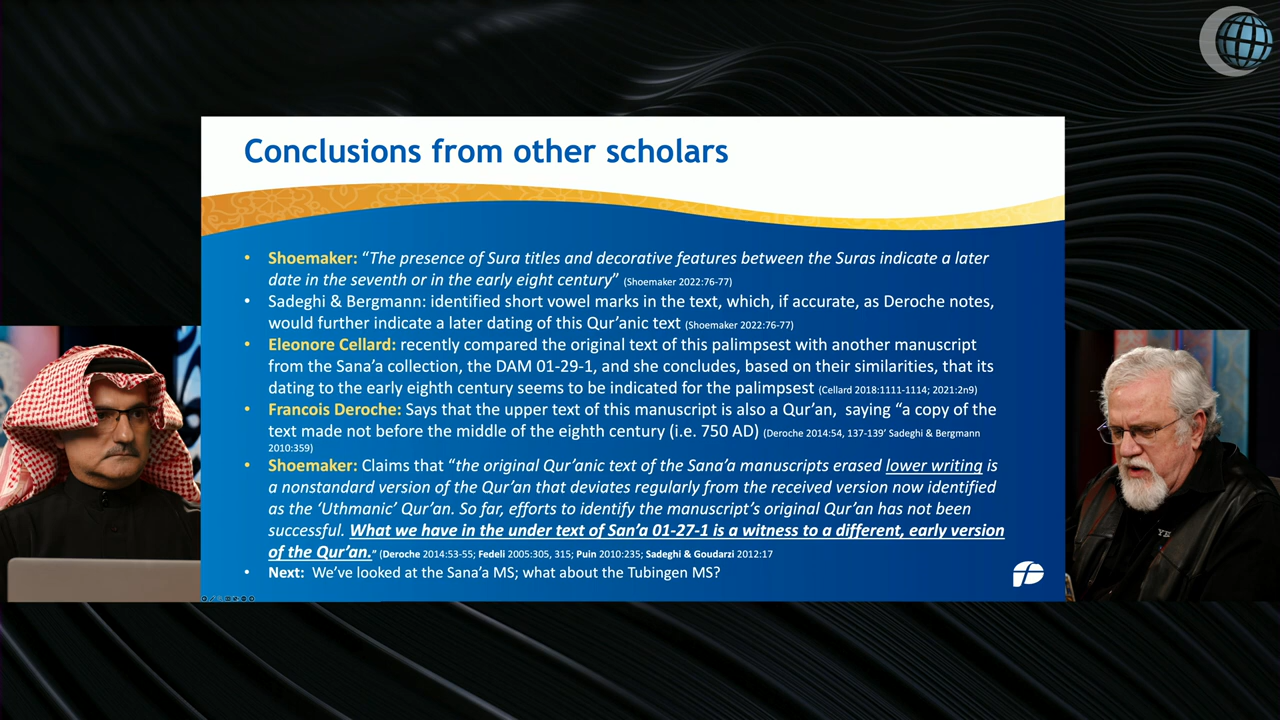 Conclusions from other scholars
• Shoemaker: “The presence of Sura titles and decorative features between the Suras indicate a later
date in the seventh or in the early eight century” (Shoemaker 2022:76-77)
• Sadeghi & Bergmann: identified short vowel marks in the text, which, if accurate, as Deroche notes,
would further indicate a later dating of this Qur’anic text (Shoemaker 2022:76-77)
• Eleonore Cellard: recently compared the original text of this palimpsest with another manuscript
from the Sana’a collection, the DAM 01-29-1, and she concludes, based on their similarities, that its
dating to the early eighth century seems to be indicated for the palimpsest (Cellard 2018:1111-1114; 2021:2n9)
• Francois Deroche: Says that the upper text of this manuscript is also a Qur’an, saying “a copy of the
text made not before the middle of the eighth century (i.e. 750 AD) (Deroche 2014:54, 137-139’ Sadeghi & Bergmann
2010:359)
• Shoemaker: Claims that “the original Qur’anic text of the Sana’a manuscripts erased lower writing is
a nonstandard version of the Qur’an that deviates regularly from the received version now identified
as the ‘Uthmanic’ Qur’an. So far, efforts to identify the manuscript’s original Qur’an has not been
successful. What we have in the under text of San’a 01-27-1 is a witness to a different, early version
of the Qur’an.” (Deroche 2014:53-55; Fedeli 2005:305, 315; Puin 2010:235; Sadeghi & Goudarzi 2012:17
• Next: We’ve looked at the Sana’a MS; what about the Tubingen MS?